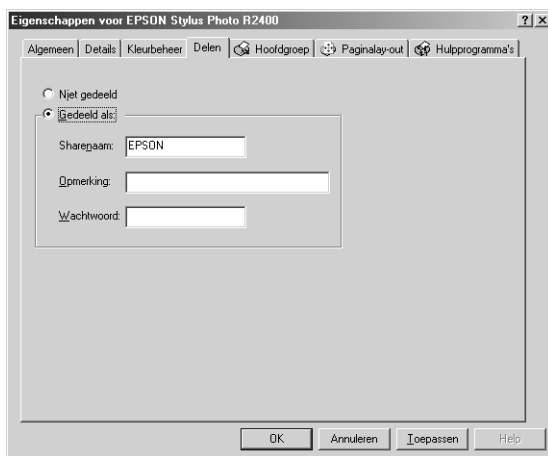 Eigenschappen voor EPSON Stylus Photo R2400
Algemeen Details Kleurbeheer Delen Hoofdgroep Paginalay-out Hulpprogramma's
Niet gedeeld
Gedeeld als:
Sharenaam: EPSON
Opmerking:
Wachtwoord:
OK Annuleren Toepassen Help